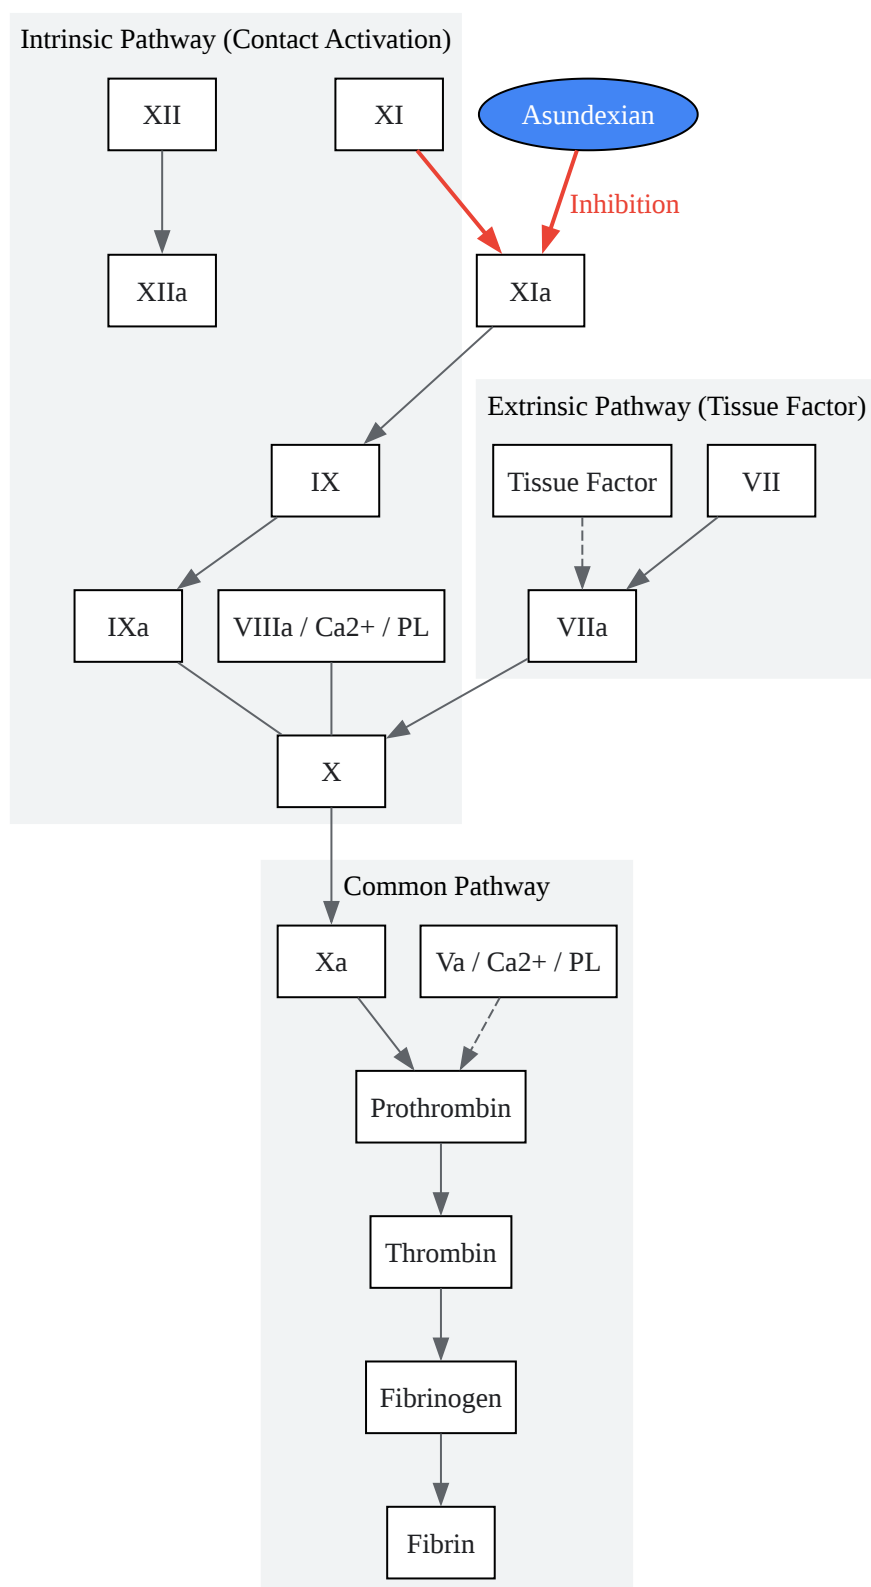 Intrinsic Pathway (Contact Activation)
XII
XI
Asundexian
Inhibition
XIIa
XIa
Extrinsic Pathway (Tissue Factor)
IX
Tissue Factor
VII
IXa
VIIIa / Ca2+ / PL
VIIa
X
Common Pathway
Xa
Va / Ca2+ / PL
Prothrombin
Thrombin
Fibrinogen
Fibrin